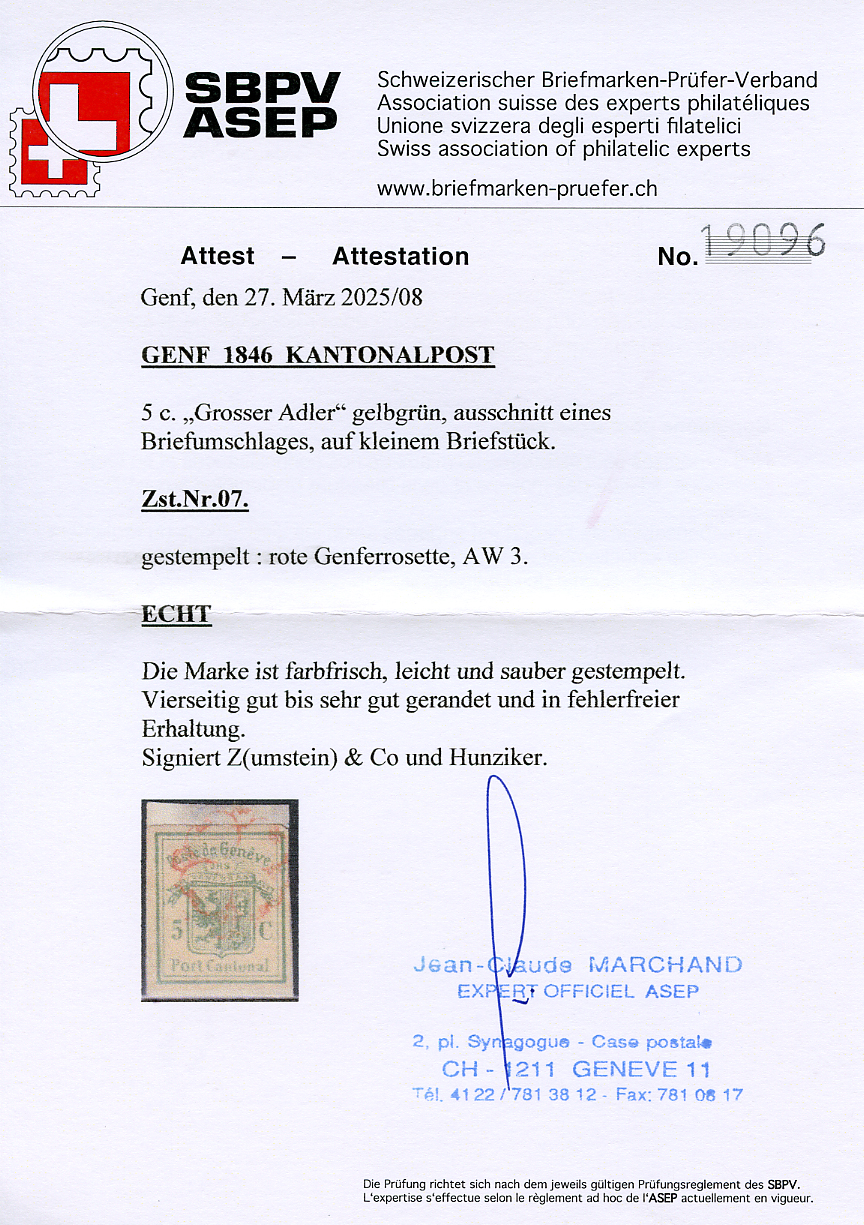 SBPV
ASEP
Schweizerischer Briefmarken-Prüfer-Verband
Association suisse des experts philatéliques
Unione svizzera degli esperti filatelici
Swiss association of philatelic experts
www.briefmarken-pruefer.ch
Attest – Attestation No. 19096
Genf, den 27. März 2025/08
GENF 1846 KANTONALPOST
5 c. „Grosser Adler“ gelbgrün, ausschnitt eines
Briefumschlages, auf kleinem Briefstück.
Zst.Nr.07.
gestempelt : rote Genferrosette, AW 3.
ECHT
Die Marke ist farbfrisch, leicht und sauber gestempelt.
Vierseitig gut bis sehr gut gerandet und in fehlerfreier
Erhaltung.
Signiert Z(umstein) & Co und Hunziker.
Poste de Genève
JHS
5 C
Port Cantonal
Jean-Claude MARCHAND
EXPERT OFFICIEL ASEP
2, pl. Synagogue - Case postale
CH - 1211 GENEVE 11
Tél. 41 22 / 781 38 12 - Fax: 781 08 17
Die Prüfung richtet sich nach dem jeweils gültigen Prüfungsreglement des SBPV.
L'expertise s'effectue selon le règlement ad hoc de l'ASEP actuellement en vigueur.